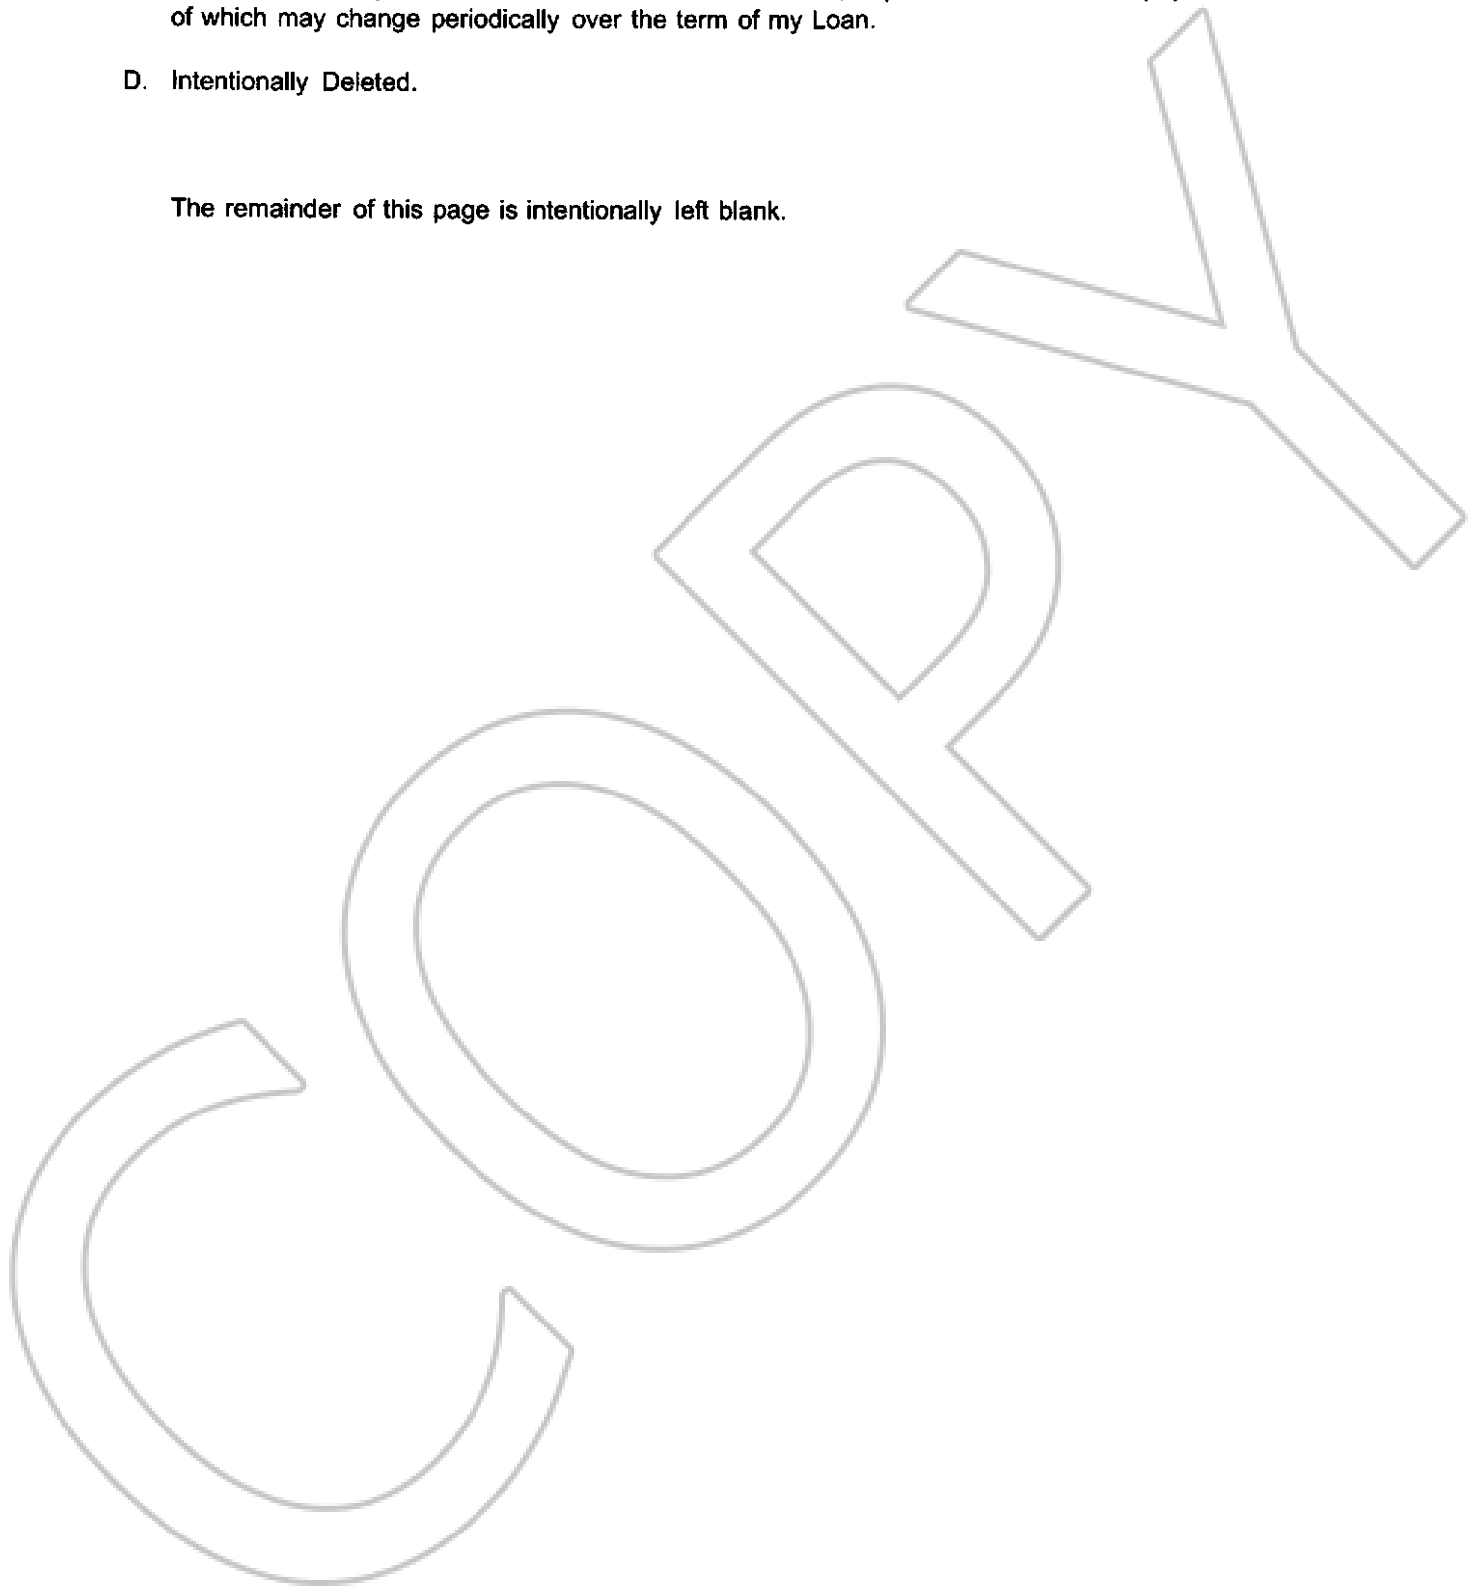 of which may change periodically over the term of my Loan.
D. Intentionally Deleted.
The remainder of this page is intentionally left blank.
COPY